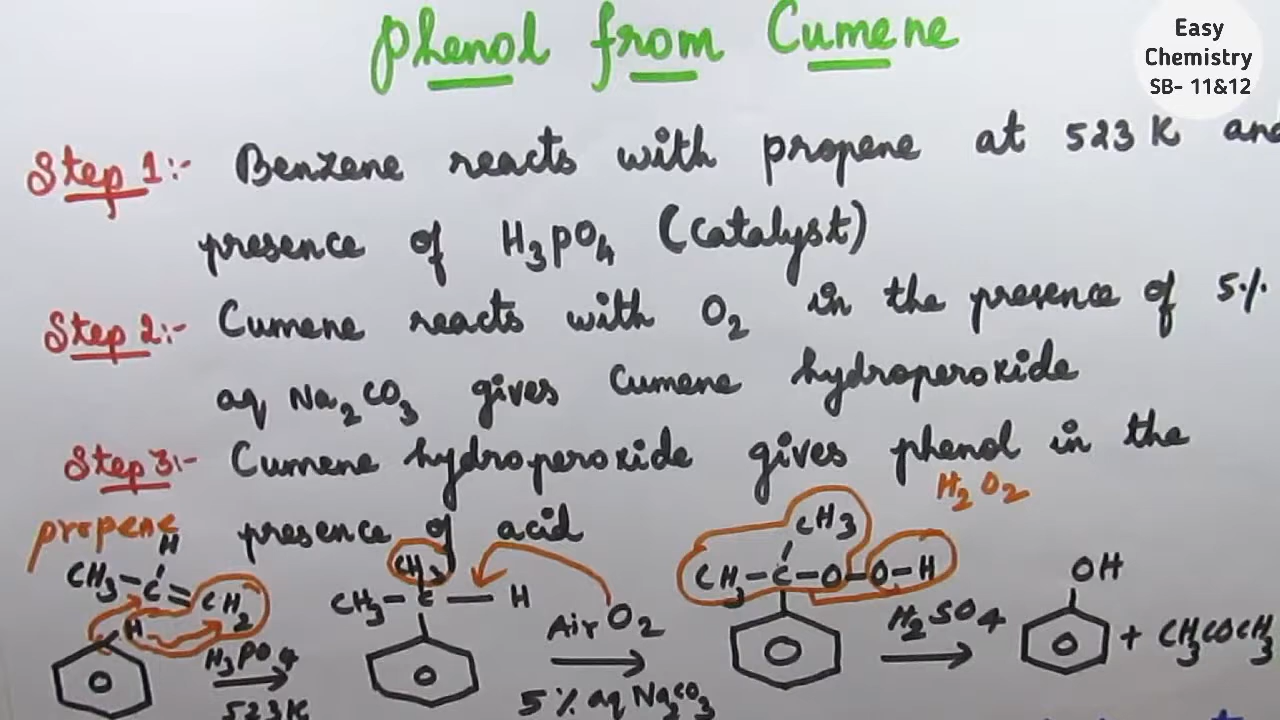 Phenol from Cumene
Easy
Chemistry
SB- 11&12
Step 1:- Benzene reacts with propene at 523 K and
presence of H₃PO₄ (Catalyst)
Step 2:- Cumene reacts with O₂ in the presence of 5%
aq Na₂CO₃ gives Cumene hydroperoxide
Step 3:- Cumene hydroperoxide gives phenol in the
presence of acid
H₂O₂
propene
H
CH₃-C=CH₂
H
H₃PO₄
523K
CH₃
CH₃-C-H
Air O₂
5% aq Na₂CO₃
CH₃
CH₃-C-O-O-H
H₂SO₄
OH
+ CH₃COCH₃